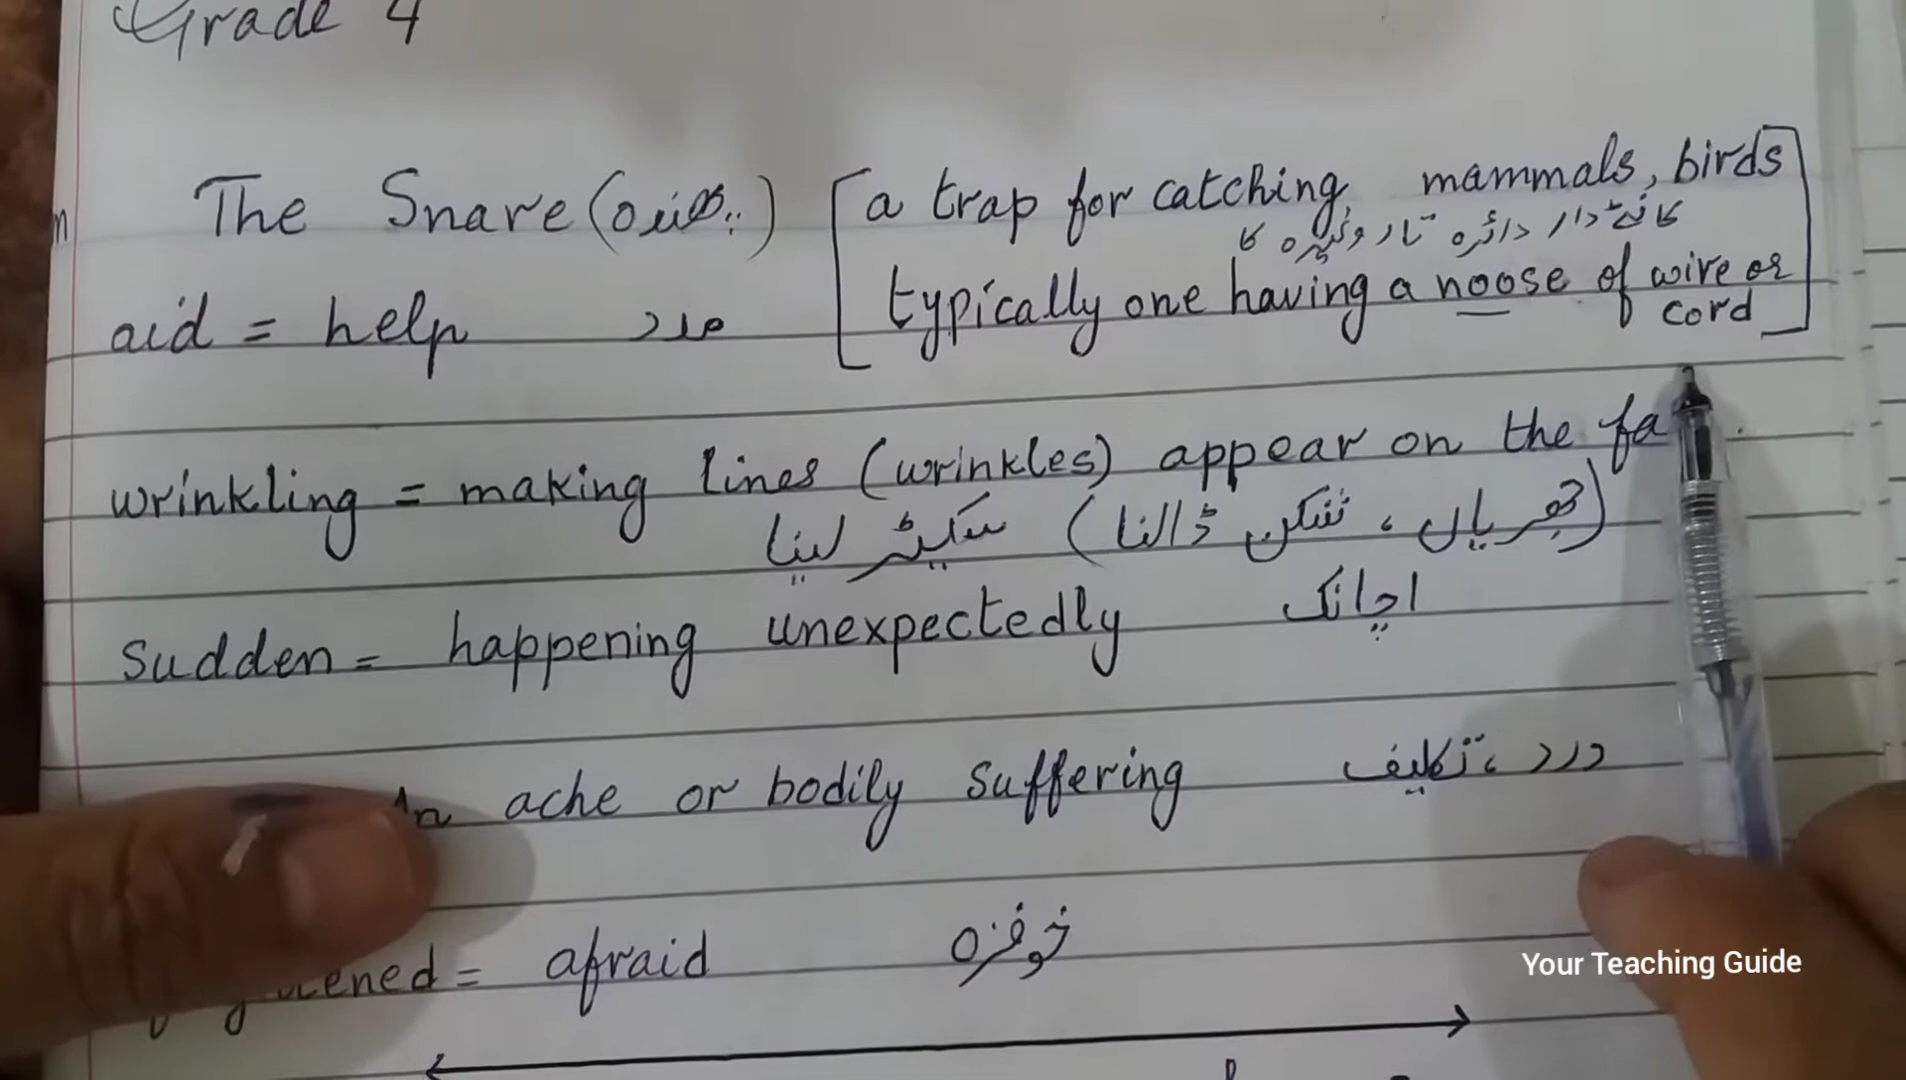 Grade 4
The Snare (پھندہ) [a trap for catching mammals, birds
گانٹھ دار دائرہ تار وغیرہ کا
typically one having a noose of wire or
cord]
aid = help مدد
wrinkling = making lines (wrinkles) appear on the fa
(جھریاں، شکن ڈالنا) سکیڑ لینا
sudden = happening unexpectedly اچانک
ache or bodily suffering درد، تکلیف
ened = afraid خوفزدہ
Your Teaching Guide